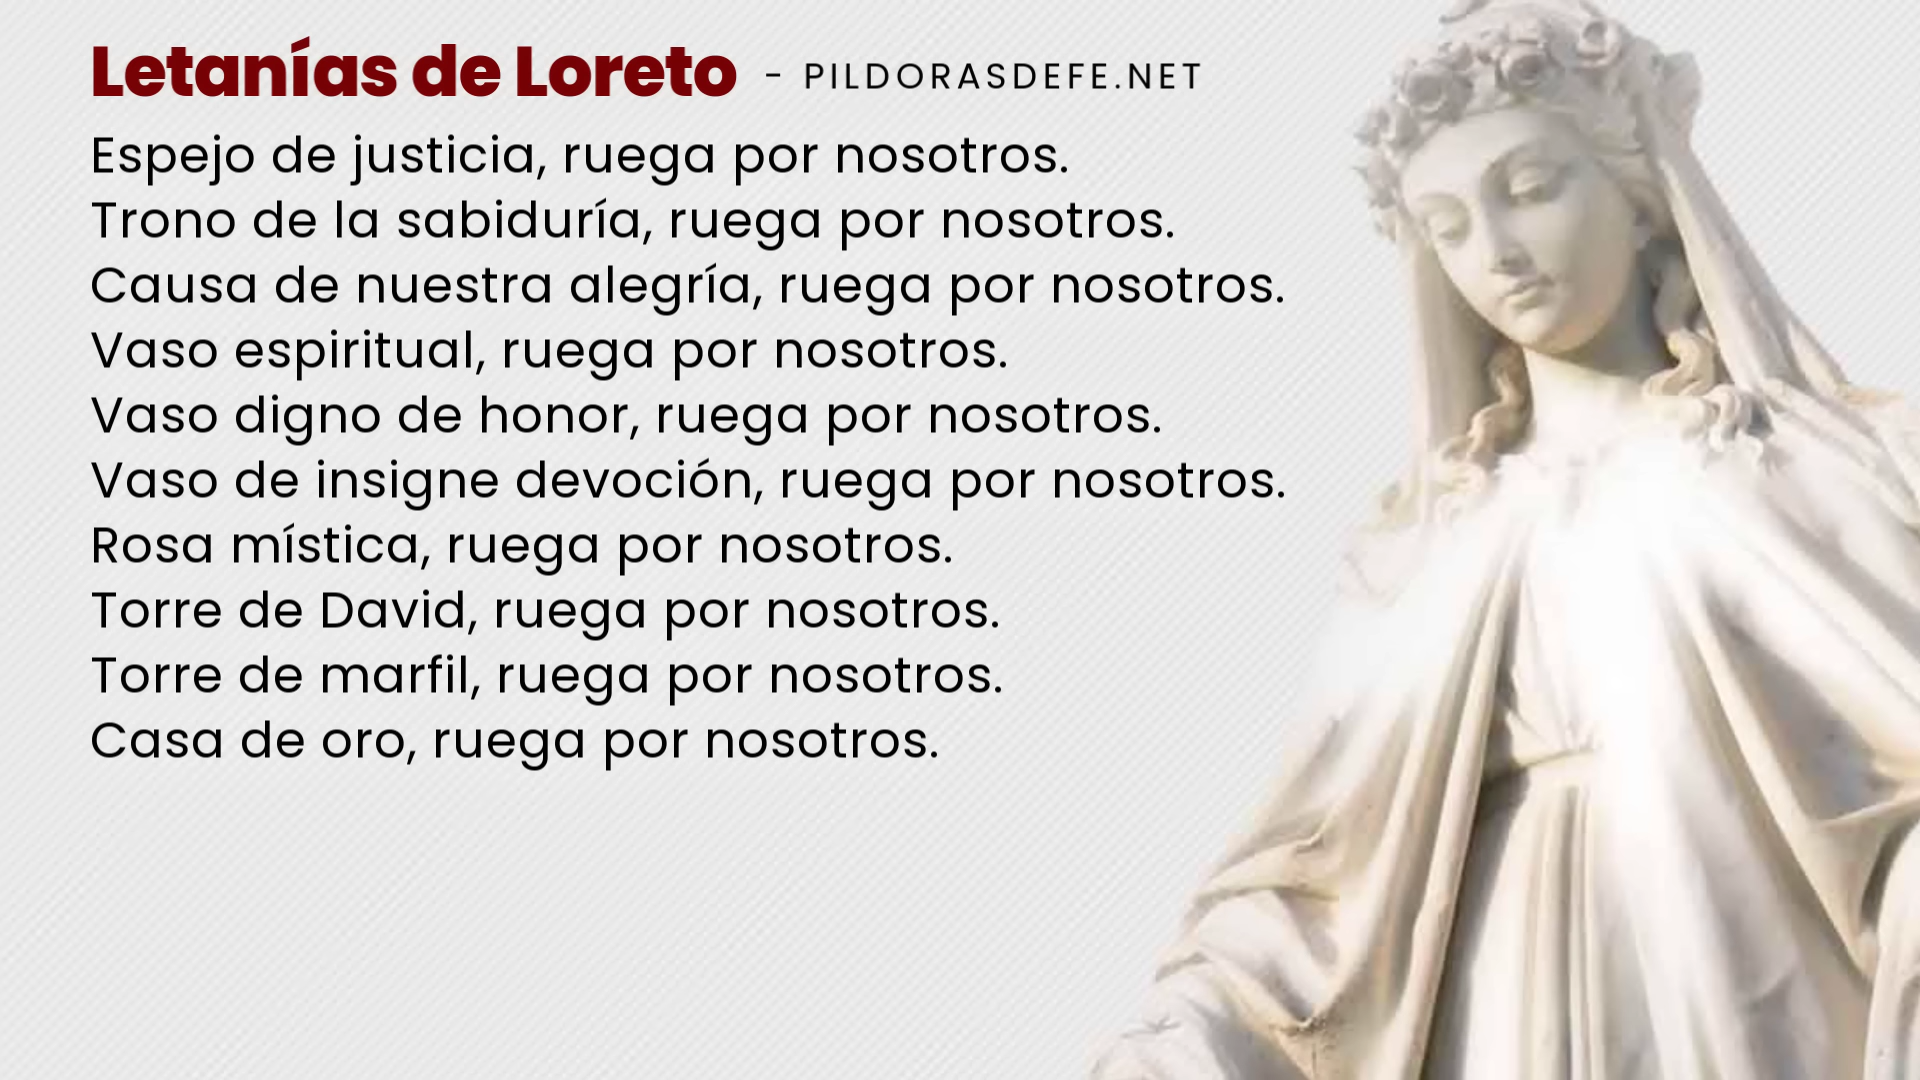 Letanías de Loreto - PILDORASDEFE.NET
Espejo de justicia, ruega por nosotros.
Trono de la sabiduría, ruega por nosotros.
Causa de nuestra alegría, ruega por nosotros.
Vaso espiritual, ruega por nosotros.
Vaso digno de honor, ruega por nosotros.
Vaso de insigne devoción, ruega por nosotros.
Rosa mística, ruega por nosotros.
Torre de David, ruega por nosotros.
Torre de marfil, ruega por nosotros.
Casa de oro, ruega por nosotros.